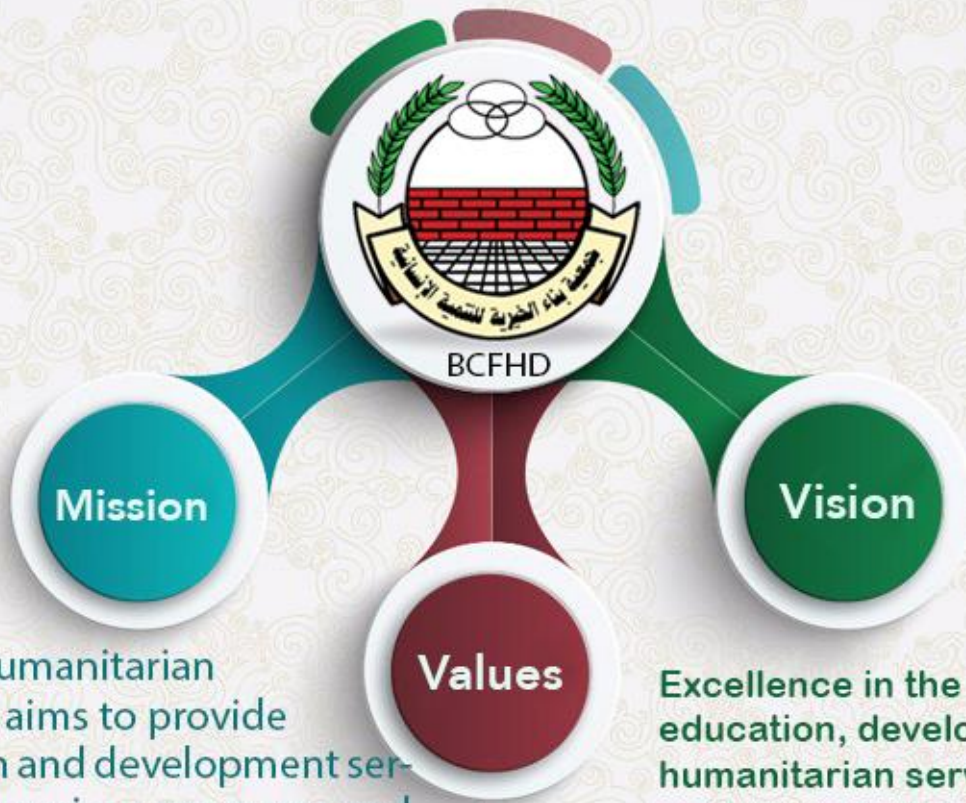 جمعية بناء الخيرية للتنمية الإنسانية
BCFHD
Mission
Vision
Values
umanitarian
aims to provide
and development ser-
Excellence in the
education, develo
humanitarian serv